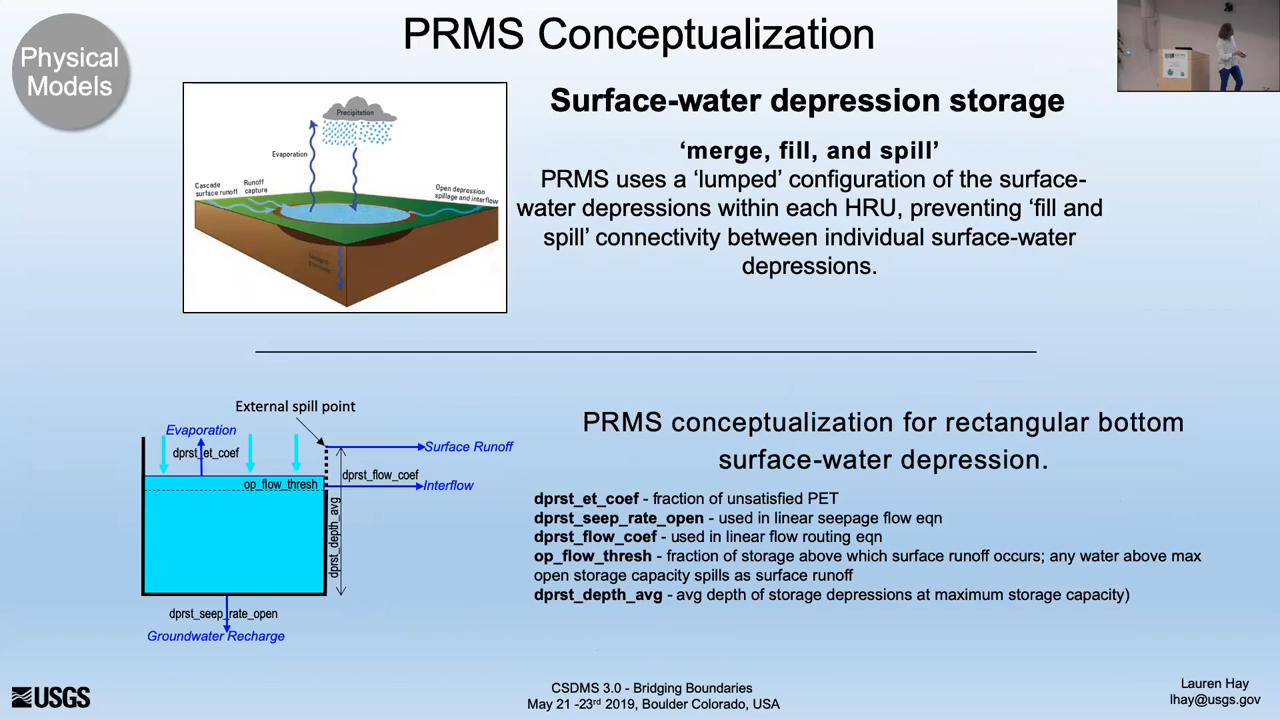 Physical
Models
PRMS Conceptualization
Precipitation
Evaporation
Cascade
surface runoff
Runoff
capture
Open depression
spillage and interflow
Surface-water depression storage
‘merge, fill, and spill’
PRMS uses a ‘lumped’ configuration of the surface-
water depressions within each HRU, preventing ‘fill and
spill’ connectivity between individual surface-water
depressions.
External spill point
Evaporation
dprst_et_coef
Surface Runoff
dprst_flow_coef
op_flow_thresh
Interflow
dprst_depth_avg
dprst_seep_rate_open
Groundwater Recharge
PRMS conceptualization for rectangular bottom
surface-water depression.
dprst_et_coef - fraction of unsatisfied PET
dprst_seep_rate_open - used in linear seepage flow eqn
dprst_flow_coef - used in linear flow routing eqn
op_flow_thresh - fraction of storage above which surface runoff occurs; any water above max
open storage capacity spills as surface runoff
dprst_depth_avg - avg depth of storage depressions at maximum storage capacity)
USGS
CSDMS 3.0 - Bridging Boundaries
May 21 -23rd 2019, Boulder Colorado, USA
Lauren Hay
lhay@usgs.gov